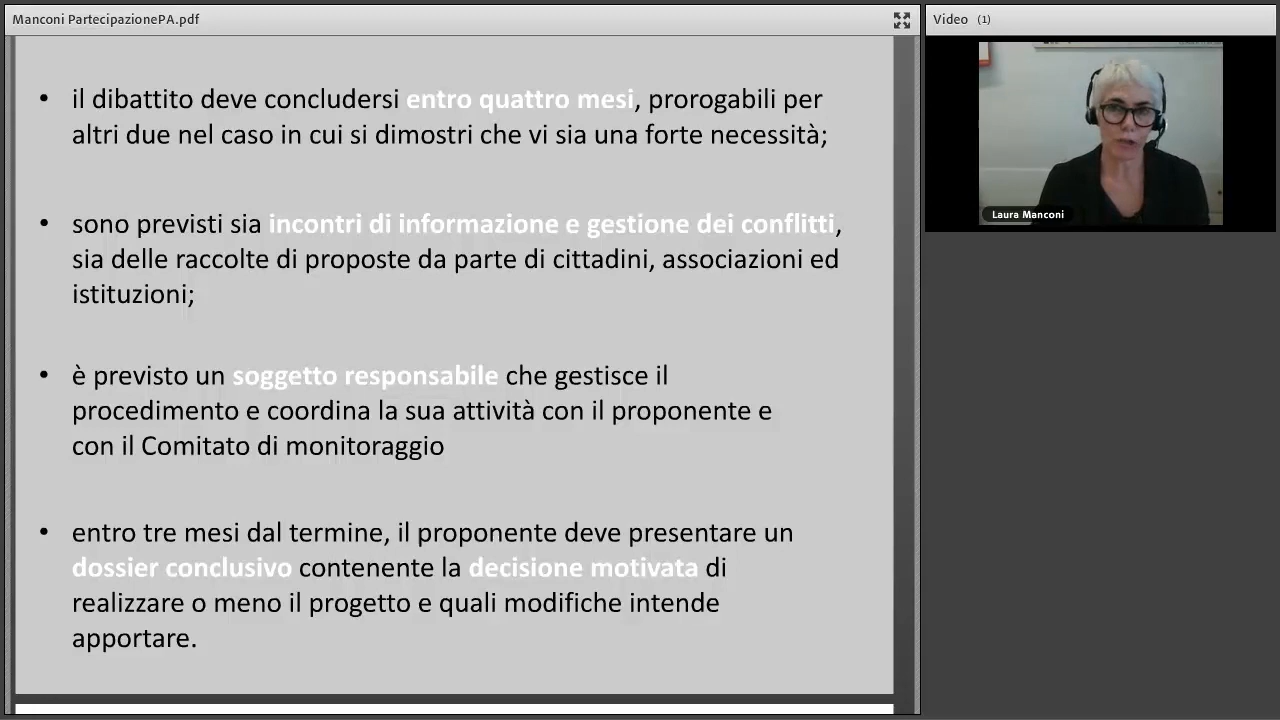 Manconi PartecipazionePA.pdf
• il dibattito deve concludersi entro quattro mesi, prorogabili per
altri due nel caso in cui si dimostri che vi sia una forte necessità;
• sono previsti sia incontri di informazione e gestione dei conflitti,
sia delle raccolte di proposte da parte di cittadini, associazioni ed
istituzioni;
• è previsto un soggetto responsabile che gestisce il
procedimento e coordina la sua attività con il proponente e
con il Comitato di monitoraggio
• entro tre mesi dal termine, il proponente deve presentare un
dossier conclusivo contenente la decisione motivata di
realizzare o meno il progetto e quali modifiche intende
apportare.
Video (1)
Laura Manconi